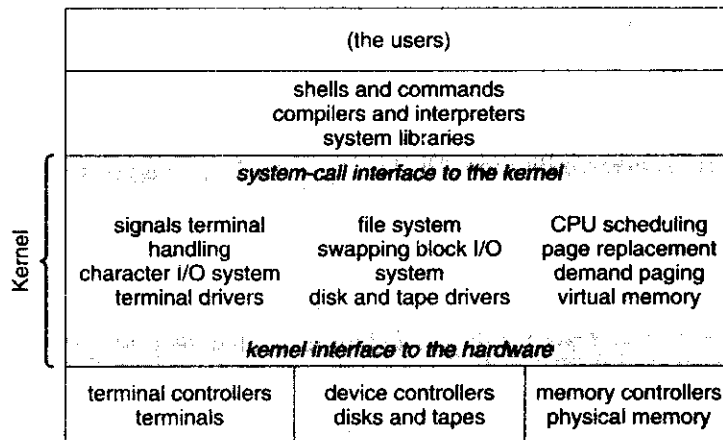 (the users)
shells and commands
compilers and interpreters
system libraries
Kernel
system-call interface to the kernel
signals terminal
handling
character I/O system
terminal drivers
file system
swapping block I/O
system
disk and tape drivers
CPU scheduling
page replacement
demand paging
virtual memory
kernel interface to the hardware
terminal controllers
terminals
device controllers
disks and tapes
memory controllers
physical memory